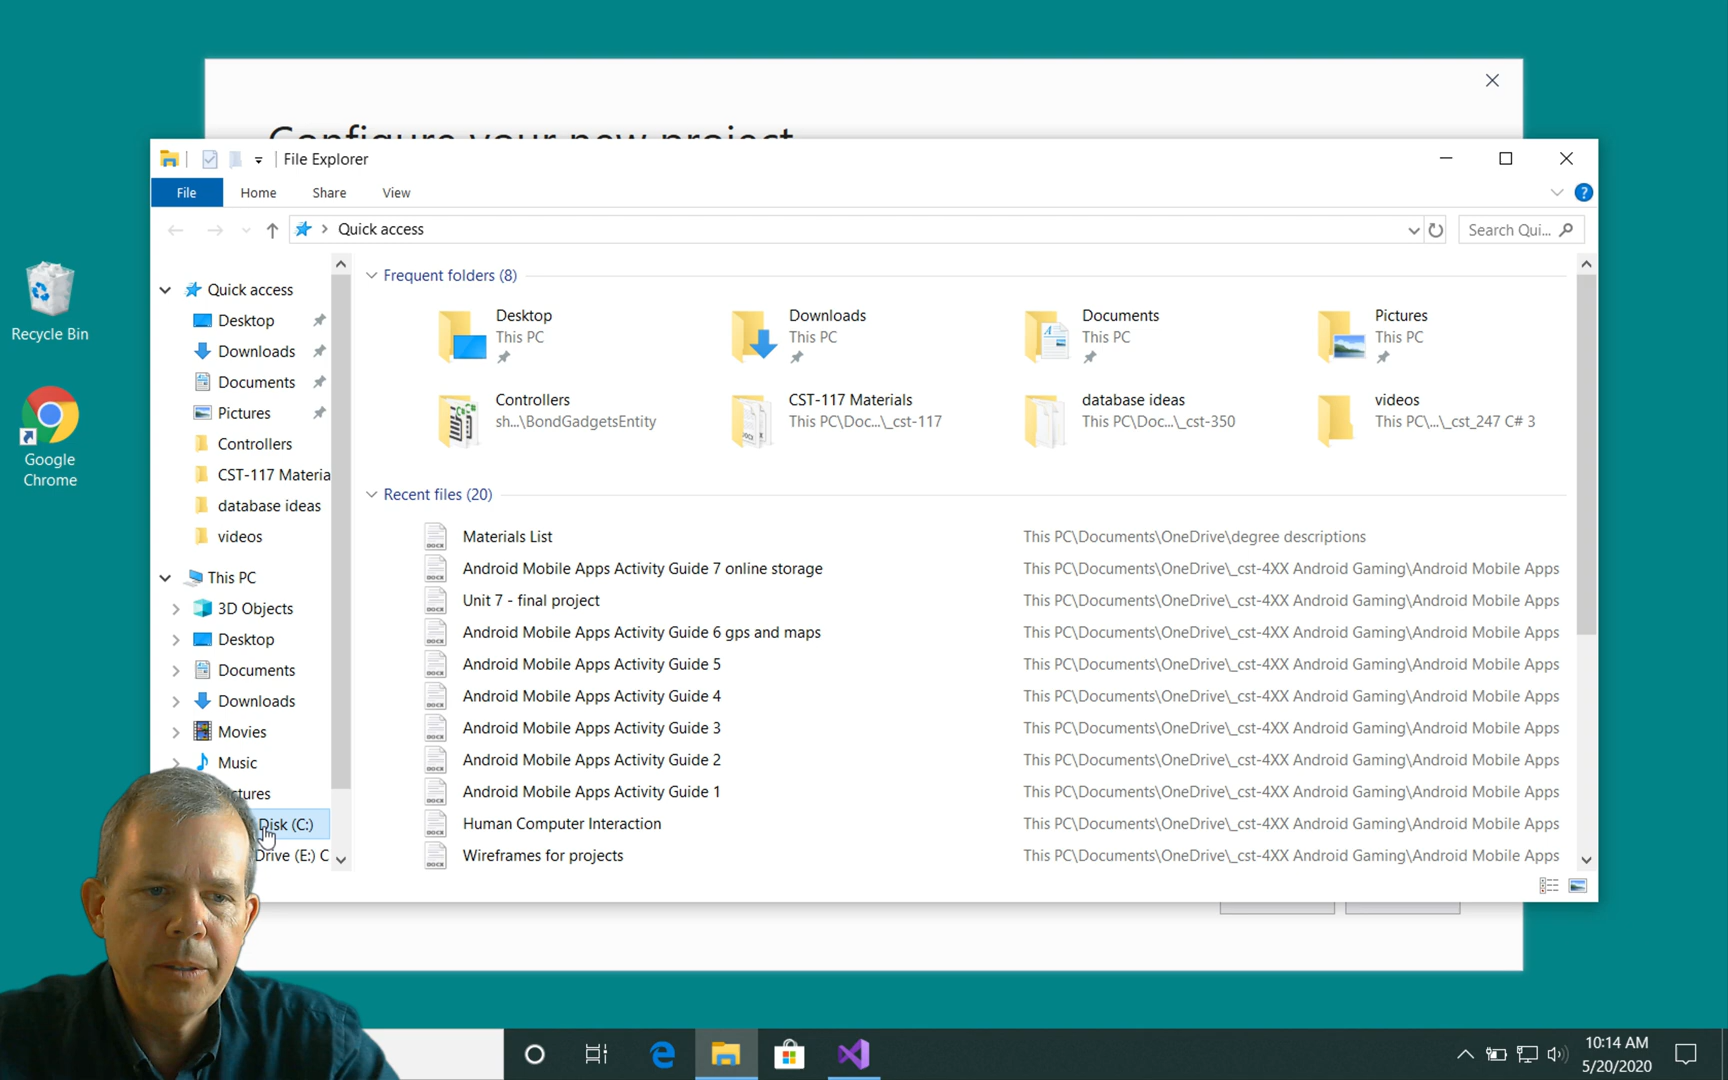 Configure your new project
File Explorer
File
Home
Share
View
Quick access
Search Qui...
Quick access
Desktop
Downloads
Documents
Pictures
Controllers
CST-117 Materia
database ideas
videos
This PC
3D Objects
Desktop
Documents
Downloads
Movies
Music
ctures
Disk (C:)
Drive (E:) C
Frequent folders (8)
Desktop
This PC
Downloads
This PC
Documents
This PC
Pictures
This PC
Controllers
sh...\BondGadgetsEntity
CST-117 Materials
This PC\Doc...\_cst-117
database ideas
This PC\Doc...\_cst-350
videos
This PC\...\_cst_247 C# 3
Recent files (20)
Materials List This PC\Documents\OneDrive\degree descriptions
Android Mobile Apps Activity Guide 7 online storage This PC\Documents\OneDrive\_cst-4XX Android Gaming\Android Mobile Apps
Unit 7 - final project This PC\Documents\OneDrive\_cst-4XX Android Gaming\Android Mobile Apps
Android Mobile Apps Activity Guide 6 gps and maps This PC\Documents\OneDrive\_cst-4XX Android Gaming\Android Mobile Apps
Android Mobile Apps Activity Guide 5 This PC\Documents\OneDrive\_cst-4XX Android Gaming\Android Mobile Apps
Android Mobile Apps Activity Guide 4 This PC\Documents\OneDrive\_cst-4XX Android Gaming\Android Mobile Apps
Android Mobile Apps Activity Guide 3 This PC\Documents\OneDrive\_cst-4XX Android Gaming\Android Mobile Apps
Android Mobile Apps Activity Guide 2 This PC\Documents\OneDrive\_cst-4XX Android Gaming\Android Mobile Apps
Android Mobile Apps Activity Guide 1 This PC\Documents\OneDrive\_cst-4XX Android Gaming\Android Mobile Apps
Human Computer Interaction This PC\Documents\OneDrive\_cst-4XX Android Gaming\Android Mobile Apps
Wireframes for projects This PC\Documents\OneDrive\_cst-4XX Android Gaming\Android Mobile Apps
Recycle Bin
Google
Chrome
10:14 AM
5/20/2020